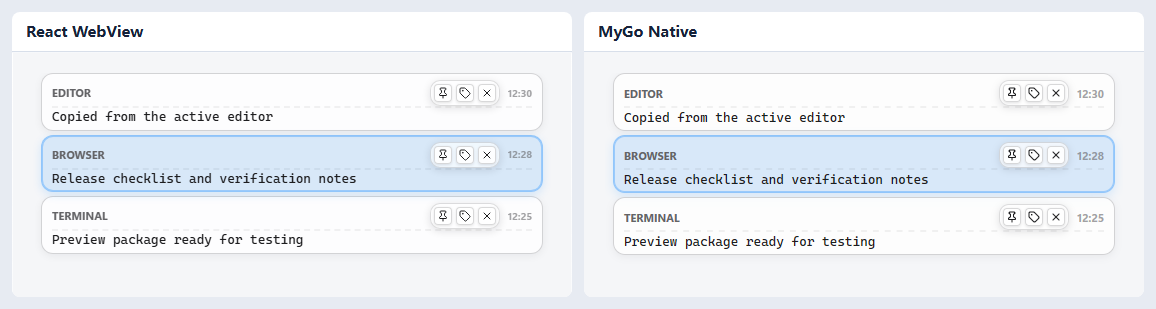 React WebView
EDITOR 12:30
Copied from the active editor
BROWSER 12:28
Release checklist and verification notes
TERMINAL 12:25
Preview package ready for testing
MyGo Native
EDITOR 12:30
Copied from the active editor
BROWSER 12:28
Release checklist and verification notes
TERMINAL 12:25
Preview package ready for testing